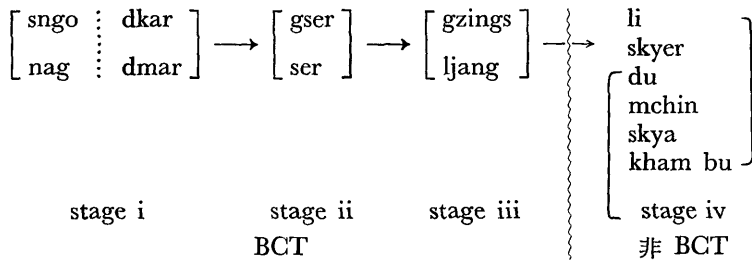 sngo dkar gser gzings li
skyer
nag dmar ser ljang du
mchin
skya
kham bu
stage i stage ii stage iii stage iv
BCT 非 BCT